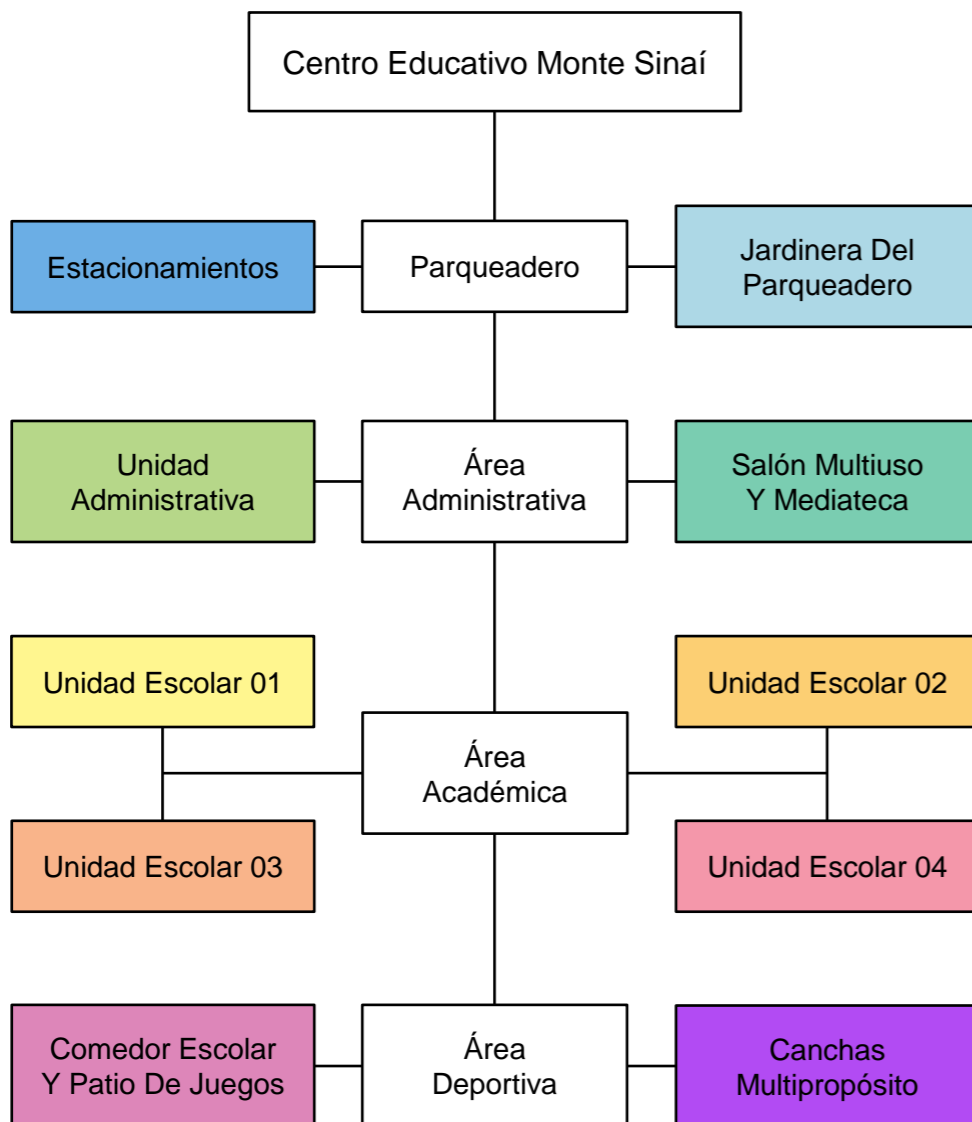 Centro Educativo Monte Sinaí
Estacionamientos
Parqueadero
Jardinera Del
Parqueadero
Unidad
Administrativa
Área
Administrativa
Salón Multiuso
Y Mediateca
Unidad Escolar 01
Unidad Escolar 02
Área
Académica
Unidad Escolar 03
Unidad Escolar 04
Comedor Escolar
Y Patio De Juegos
Área
Deportiva
Canchas
Multipropósito